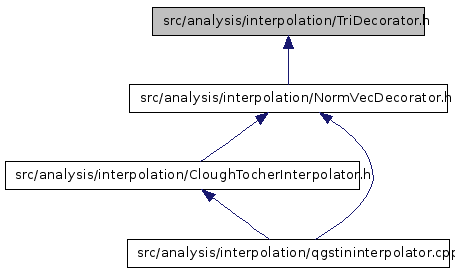 src/analysis/interpolation/TriDecorator.h
src/analysis/interpolation/NormVecDecorator.h
src/analysis/interpolation/CloughTocherInterpolator.h
src/analysis/interpolation/qgstininterpolator.cpp